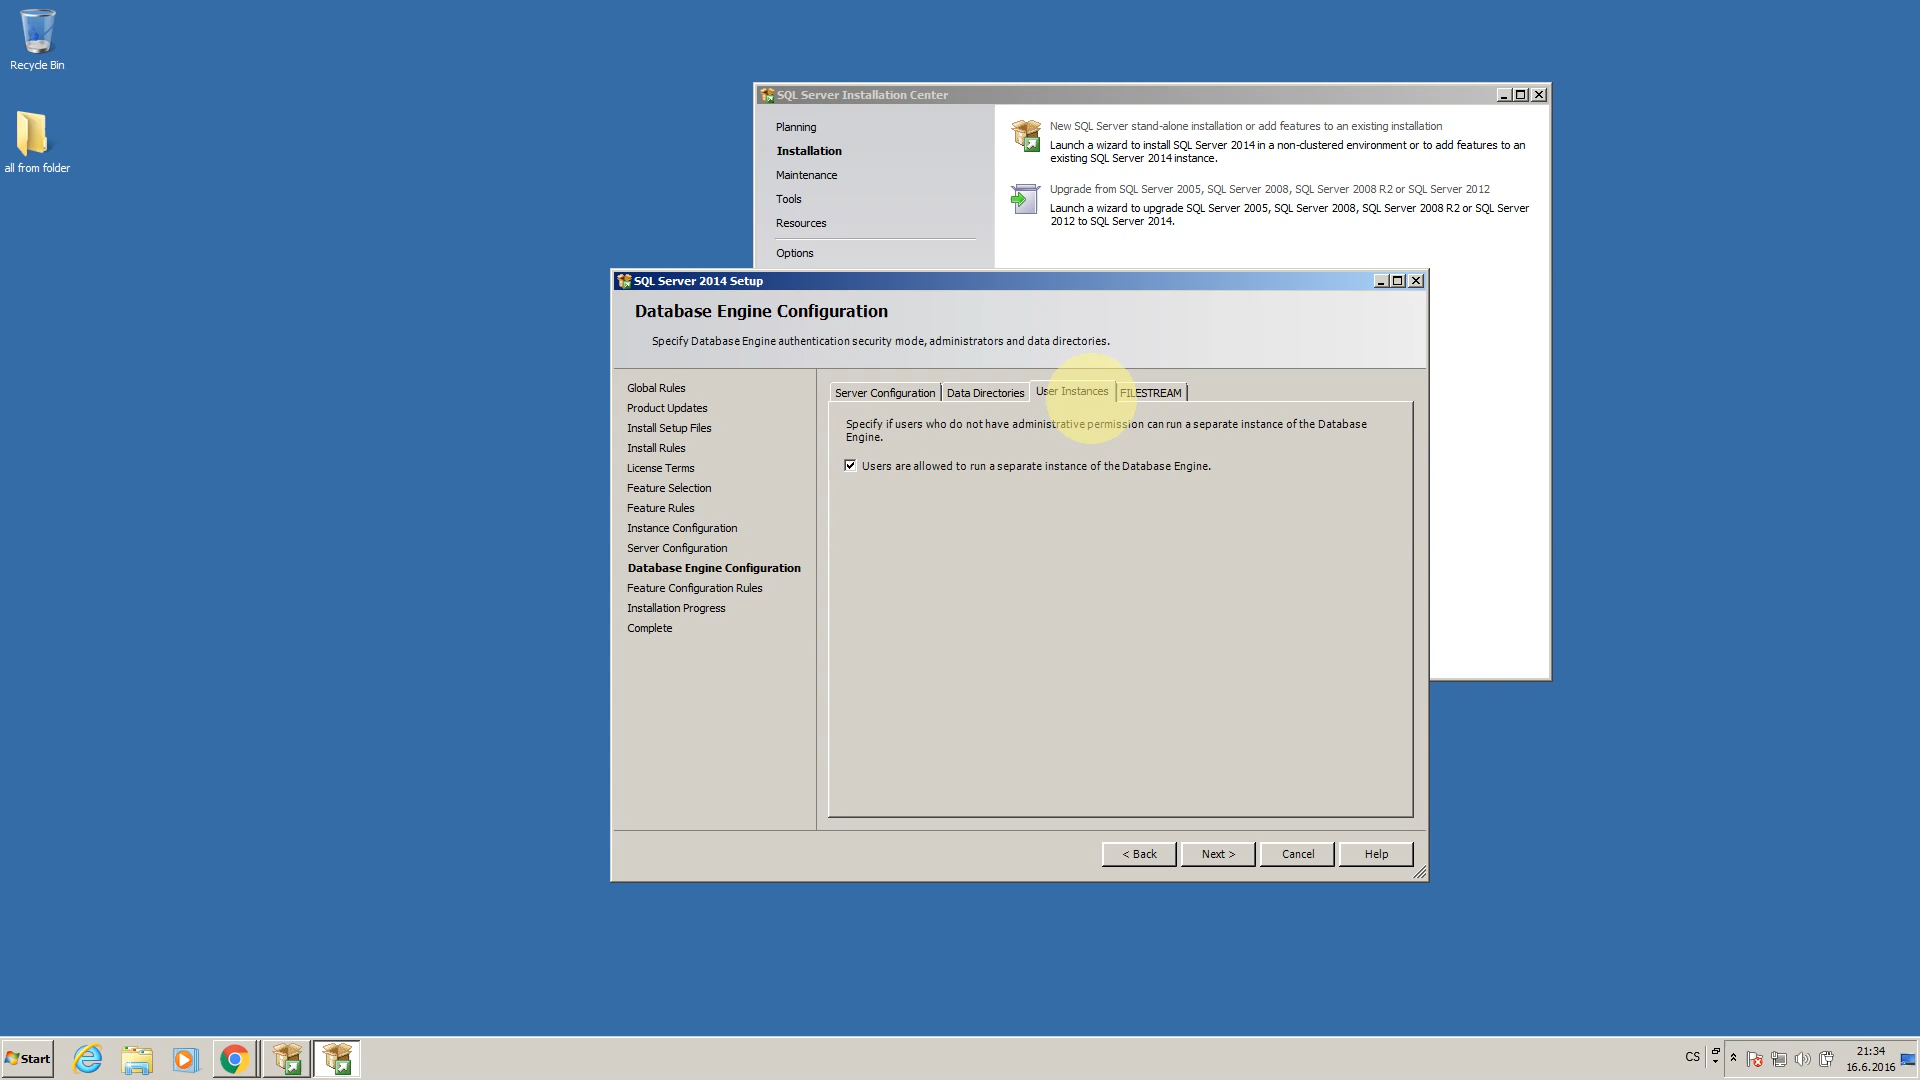 Recycle Bin
all from folder
SQL Server Installation Center
Planning
Installation
Maintenance
Tools
Resources
Options
New SQL Server stand-alone installation or add features to an existing installation
Launch a wizard to install SQL Server 2014 in a non-clustered environment or to add features to an
existing SQL Server 2014 instance.
Upgrade from SQL Server 2005, SQL Server 2008, SQL Server 2008 R2 or SQL Server 2012
Launch a wizard to upgrade SQL Server 2005, SQL Server 2008, SQL Server 2008 R2 or SQL Server
2012 to SQL Server 2014.
SQL Server 2014 Setup
Database Engine Configuration
Specify Database Engine authentication security mode, administrators and data directories.
Global Rules
Product Updates
Install Setup Files
Install Rules
License Terms
Feature Selection
Feature Rules
Instance Configuration
Server Configuration
Database Engine Configuration
Feature Configuration Rules
Installation Progress
Complete
Server Configuration Data Directories User Instances FILESTREAM
Specify if users who do not have administrative permission can run a separate instance of the Database
Engine.
Users are allowed to run a separate instance of the Database Engine.
< Back Next > Cancel Help
Start
CS
21:34
16.6.2016